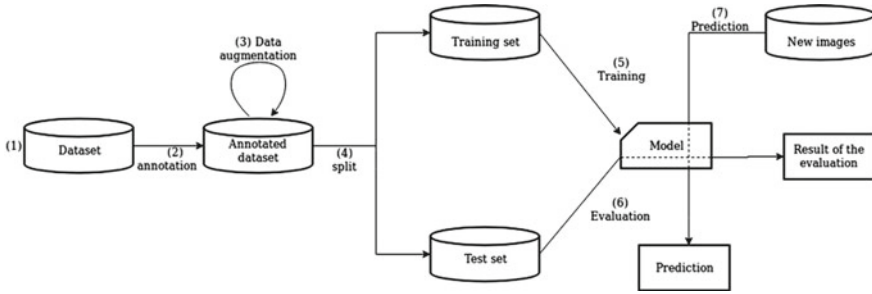 (1)
Dataset
(2)
annotation
(3) Data
augmentation
Annotated
dataset
(4)
split
Training set
Test set
(5)
Training
(6)
Evaluation
Model
(7)
Prediction
New images
Result of the
evaluation
Prediction